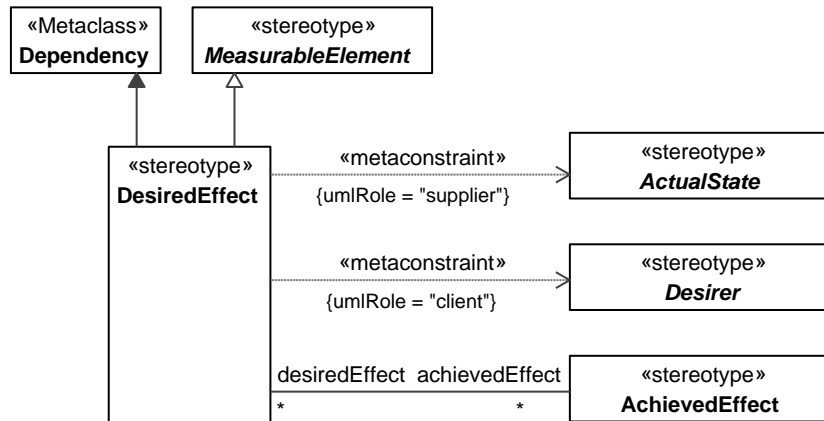 «Metaclass»
Dependency
«stereotype»
MeasurableElement
«stereotype»
DesiredEffect
«metaconstraint»
{umlRole = "supplier"}
«stereotype»
ActualState
«metaconstraint»
{umlRole = "client"}
«stereotype»
Desirer
desiredEffect achievedEffect
* *
«stereotype»
AchievedEffect